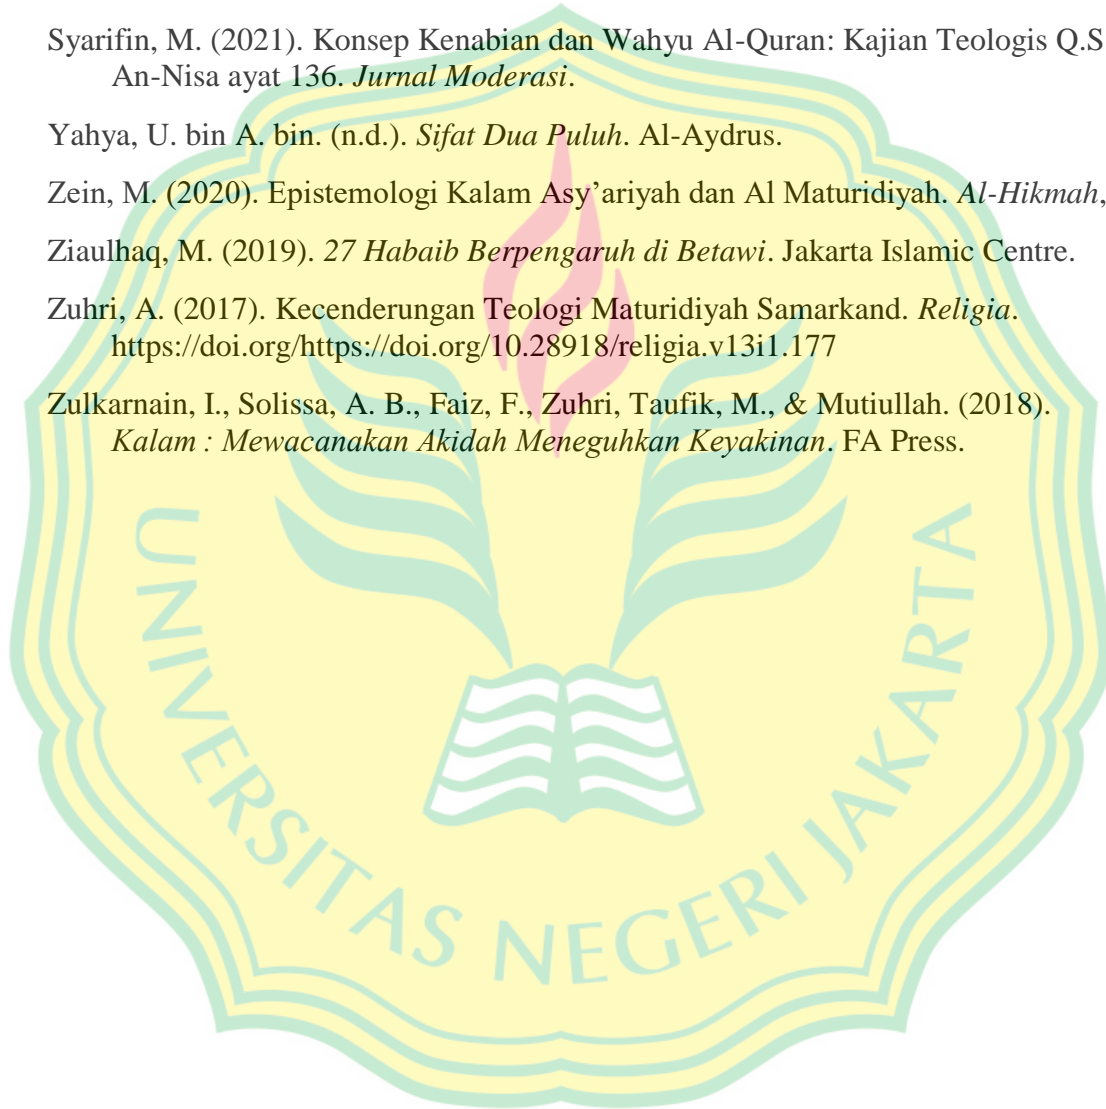 Syarifin, M. (2021). Konsep Kenabian dan Wahyu Al-Quran: Kajian Teologis Q.S
An-Nisa ayat 136. Jurnal Moderasi.
Yahya, U. bin A. bin. (n.d.). Sifat Dua Puluh. Al-Aydrus.
Zein, M. (2020). Epistemologi Kalam Asy’ariyah dan Al Maturidiyah. Al-Hikmah,
Ziaulhaq, M. (2019). 27 Habaib Berpengaruh di Betawi. Jakarta Islamic Centre.
Zuhri, A. (2017). Kecenderungan Teologi Maturidiyah Samarkand. Religia.
https://doi.org/https://doi.org/10.28918/religia.v13i1.177
Zulkarnain, I., Solissa, A. B., Faiz, F., Zuhri, Taufik, M., & Mutiullah. (2018).
Kalam : Mewacanakan Akidah Meneguhkan Keyakinan. FA Press.
UNIVERSITAS NEGERI JAKARTA